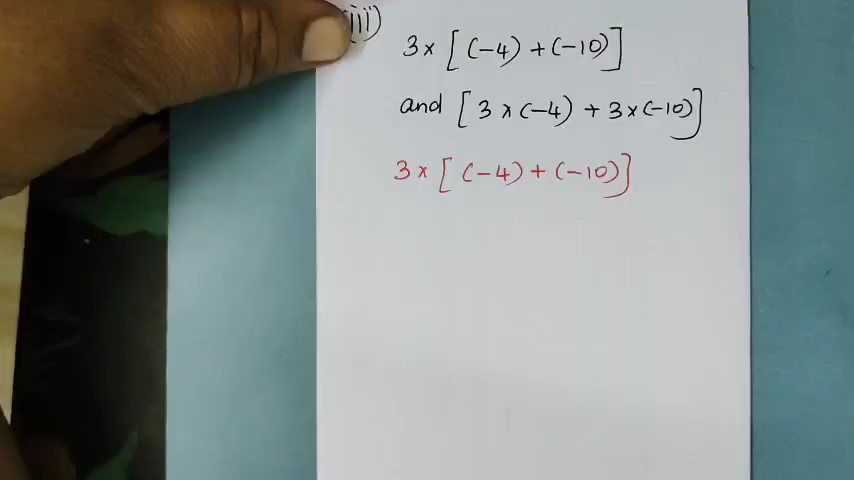 (iii)
3 × [(-4) + (-10)]
and [3 × (-4) + 3 × (-10)]
3 × [(-4) + (-10)]